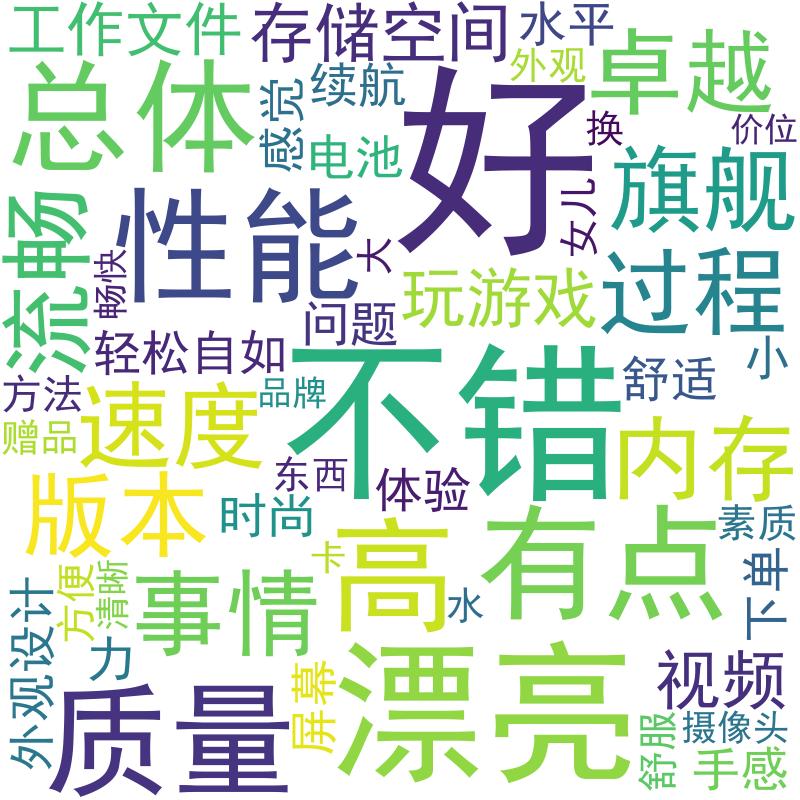 工作文件
存储空间
水平
外观
卓越
总体
感觉
续航
好
换
价位
电池
旗舰
流畅
性能
女儿
大
畅快
玩游戏
过程
问题
轻松自如
不错
小
舒适
方法
速度
品牌
赠品
内存
东西
体验
版本
时尚
高
有点
素质
卡
下单
方便
清晰
事情
水
外观设计
力
漂亮
视频
屏幕
质量
舒服
摄像头
手感